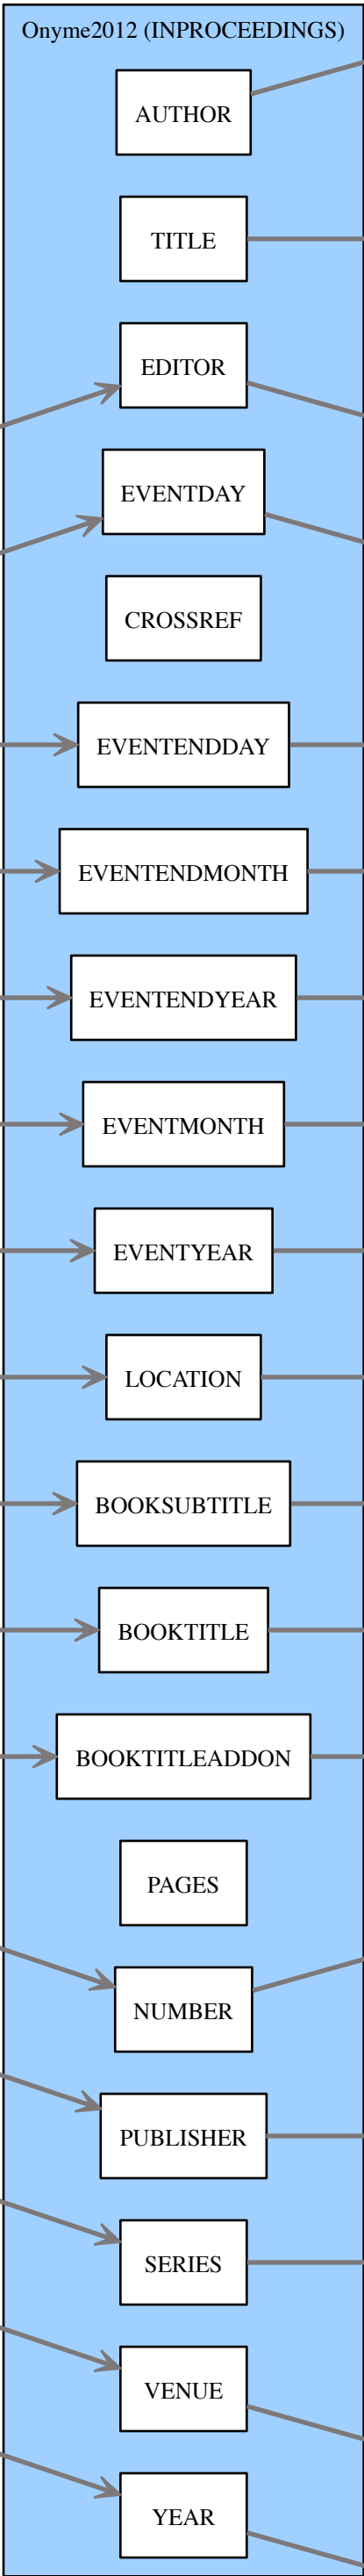 Onyme2012 (INPROCEEDINGS)
AUTHOR
TITLE
EDITOR
EVENTDAY
CROSSREF
EVENTENDDAY
EVENTENDMONTH
EVENTENDYEAR
EVENTMONTH
EVENTYEAR
LOCATION
BOOKSUBTITLE
BOOKTITLE
BOOKTITLEADDON
PAGES
NUMBER
PUBLISHER
SERIES
VENUE
YEAR